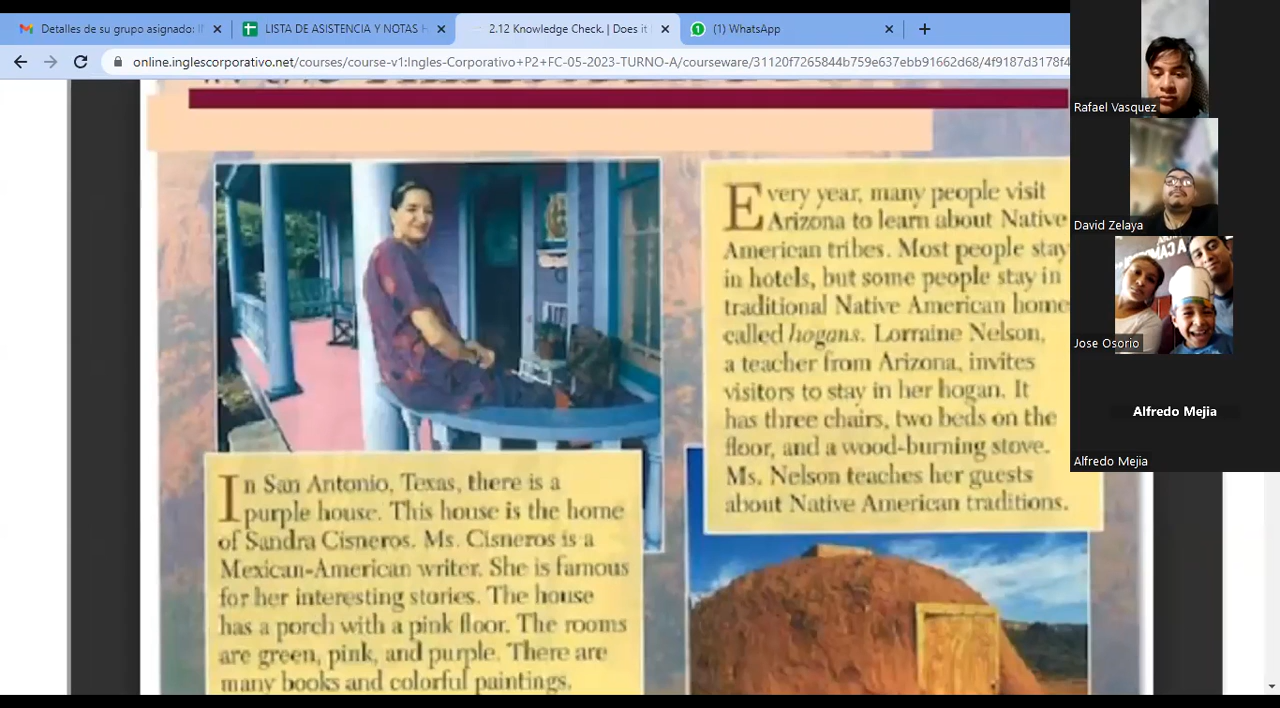 Detalles de su grupo asignado: I
LISTA DE ASISTENCIA Y NOTAS
2.12 Knowledge Check. | Does it
(1) WhatsApp
online.inglescorporativo.net/courses/course-v1:Ingles-Corporativo+P2+FC-05-2023-TURNO-A/courseware/31120f7265844b759e637ebb91662d68/4f9187d3178f4
Every year, many people visit
Arizona to learn about Native
American tribes. Most people stay
in hotels, but some people stay in
traditional Native American home
called hogans. Lorraine Nelson,
a teacher from Arizona, invites
visitors to stay in her hogan. It
has three chairs, two beds on the
floor, and a wood-burning stove.
Ms. Nelson teaches her guests
about Native American traditions.
In San Antonio, Texas, there is a
purple house. This house is the home
of Sandra Cisneros. Ms. Cisneros is a
Mexican-American writer. She is famous
for her interesting stories. The house
has a porch with a pink floor. The rooms
are green, pink, and purple. There are
many books and colorful paintings.
Rafael Vasquez
David Zelaya
Jose Osorio
Alfredo Mejia
Alfredo Mejia